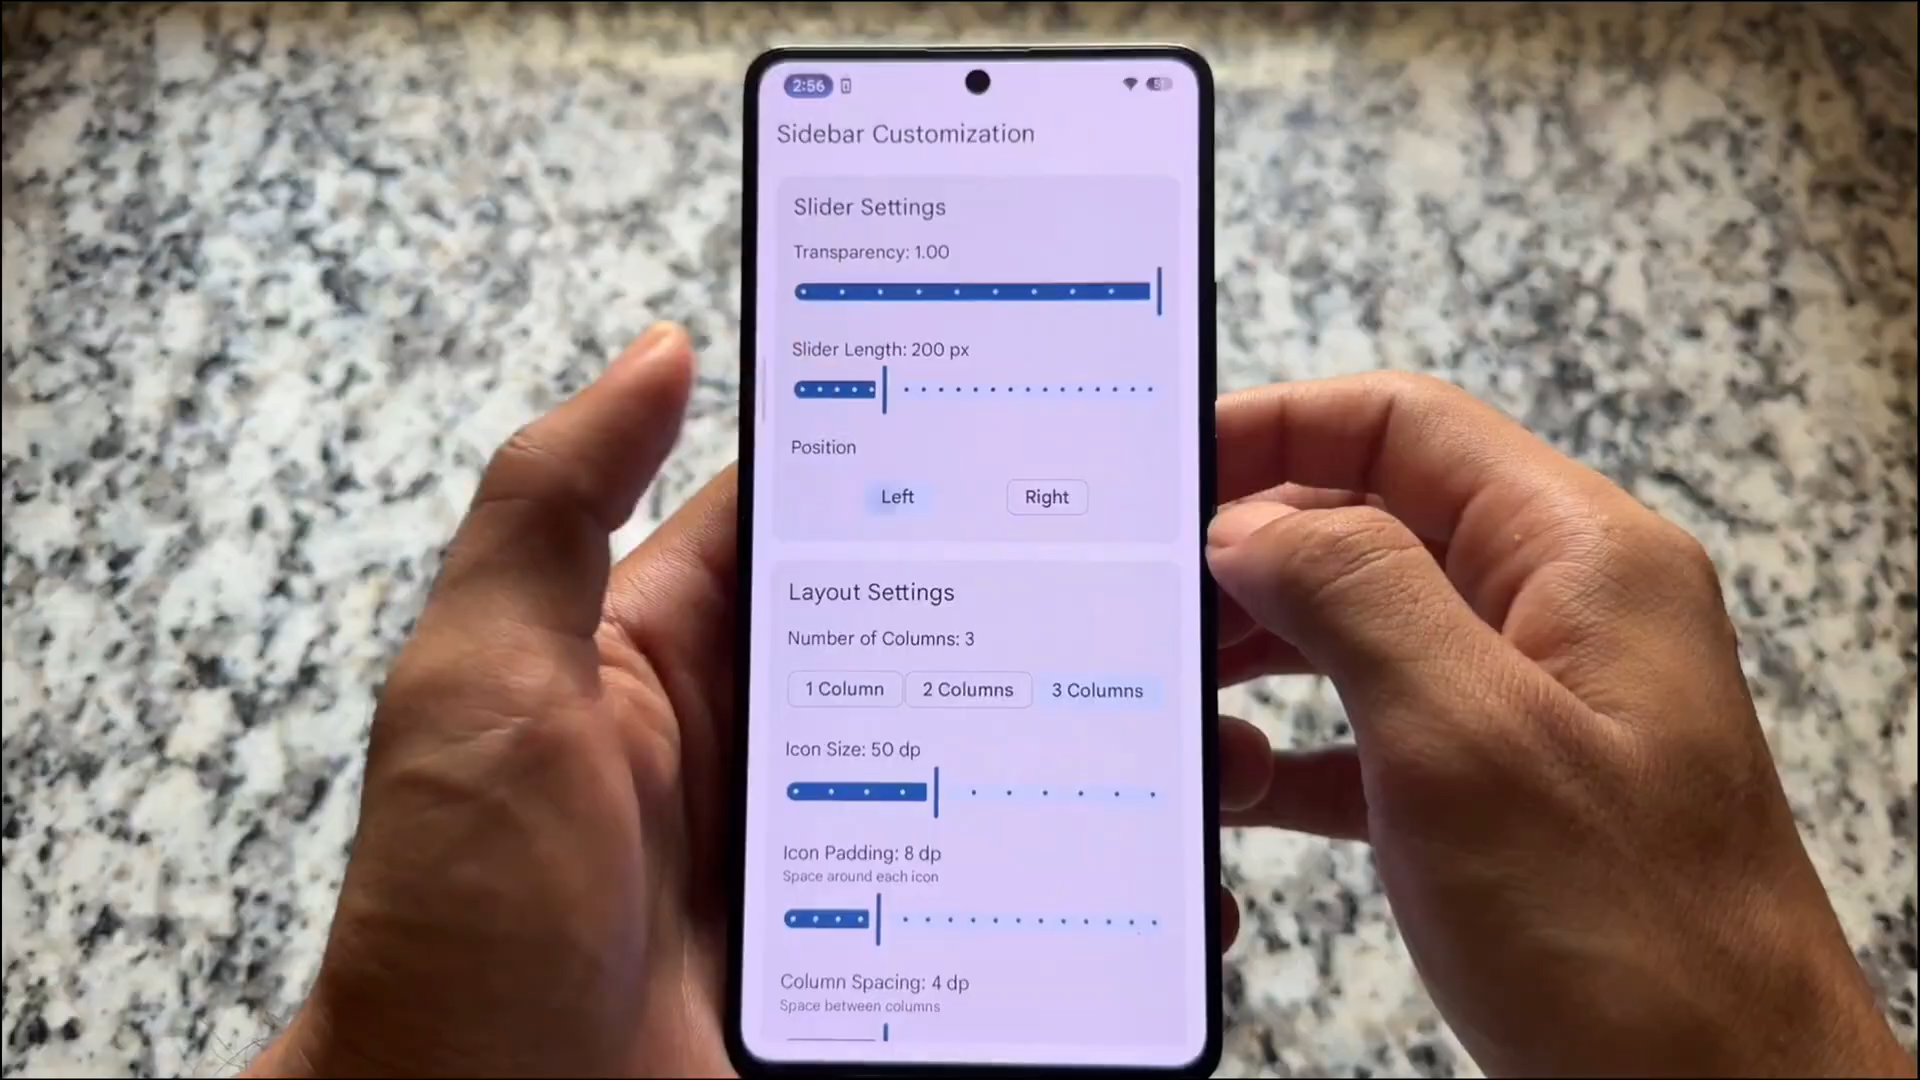 2:56
Sidebar Customization
Slider Settings
Transparency: 1.00
Slider Length: 200 px
Position
Left Right
Layout Settings
Number of Columns: 3
1 Column 2 Columns 3 Columns
Icon Size: 50 dp
Icon Padding: 8 dp
Space around each icon
Column Spacing: 4 dp
Space between columns